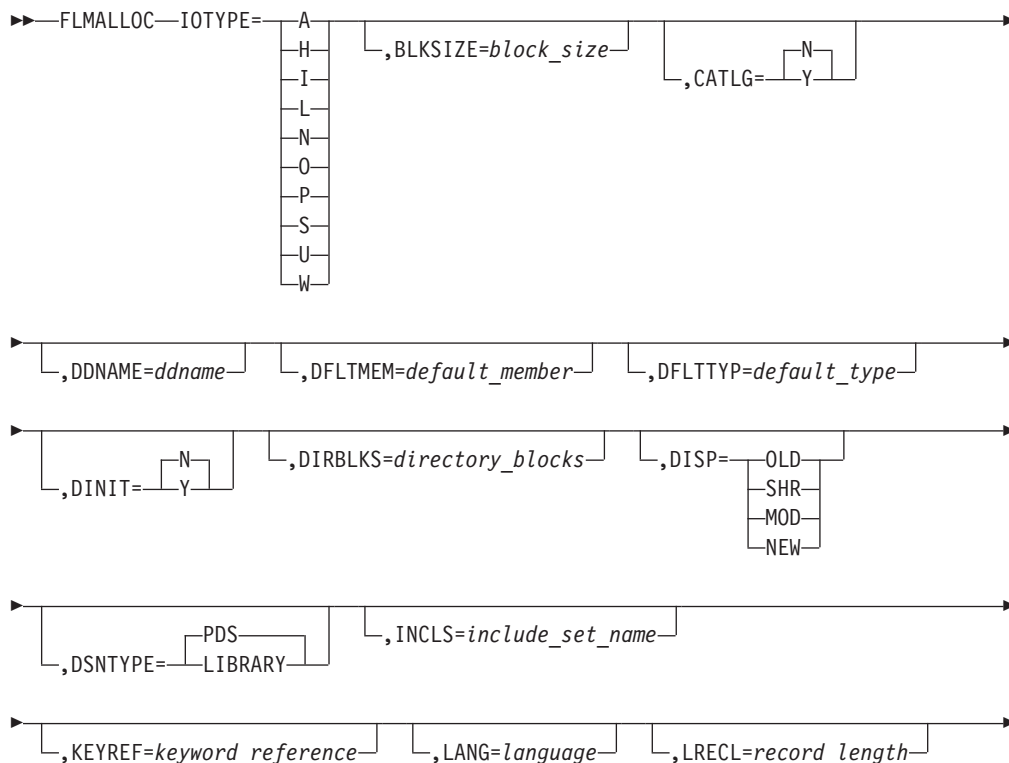 FLMALLOC IOTYPE= A ,BLKSIZE=block_size ,CATLG= N Y
H
I
L
N
O
P
S
U
W
,DDNAME=ddname ,DFLTMEM=default_member ,DFLTTYP=default_type
,DINIT= N Y ,DIRBLKS=directory_blocks ,DISP= OLD
SHR
MOD
NEW
,DSNTYPE= PDS LIBRARY ,INCLS=include_set_name
,KEYREF=keyword reference ,LANG=language ,LRECL=record length